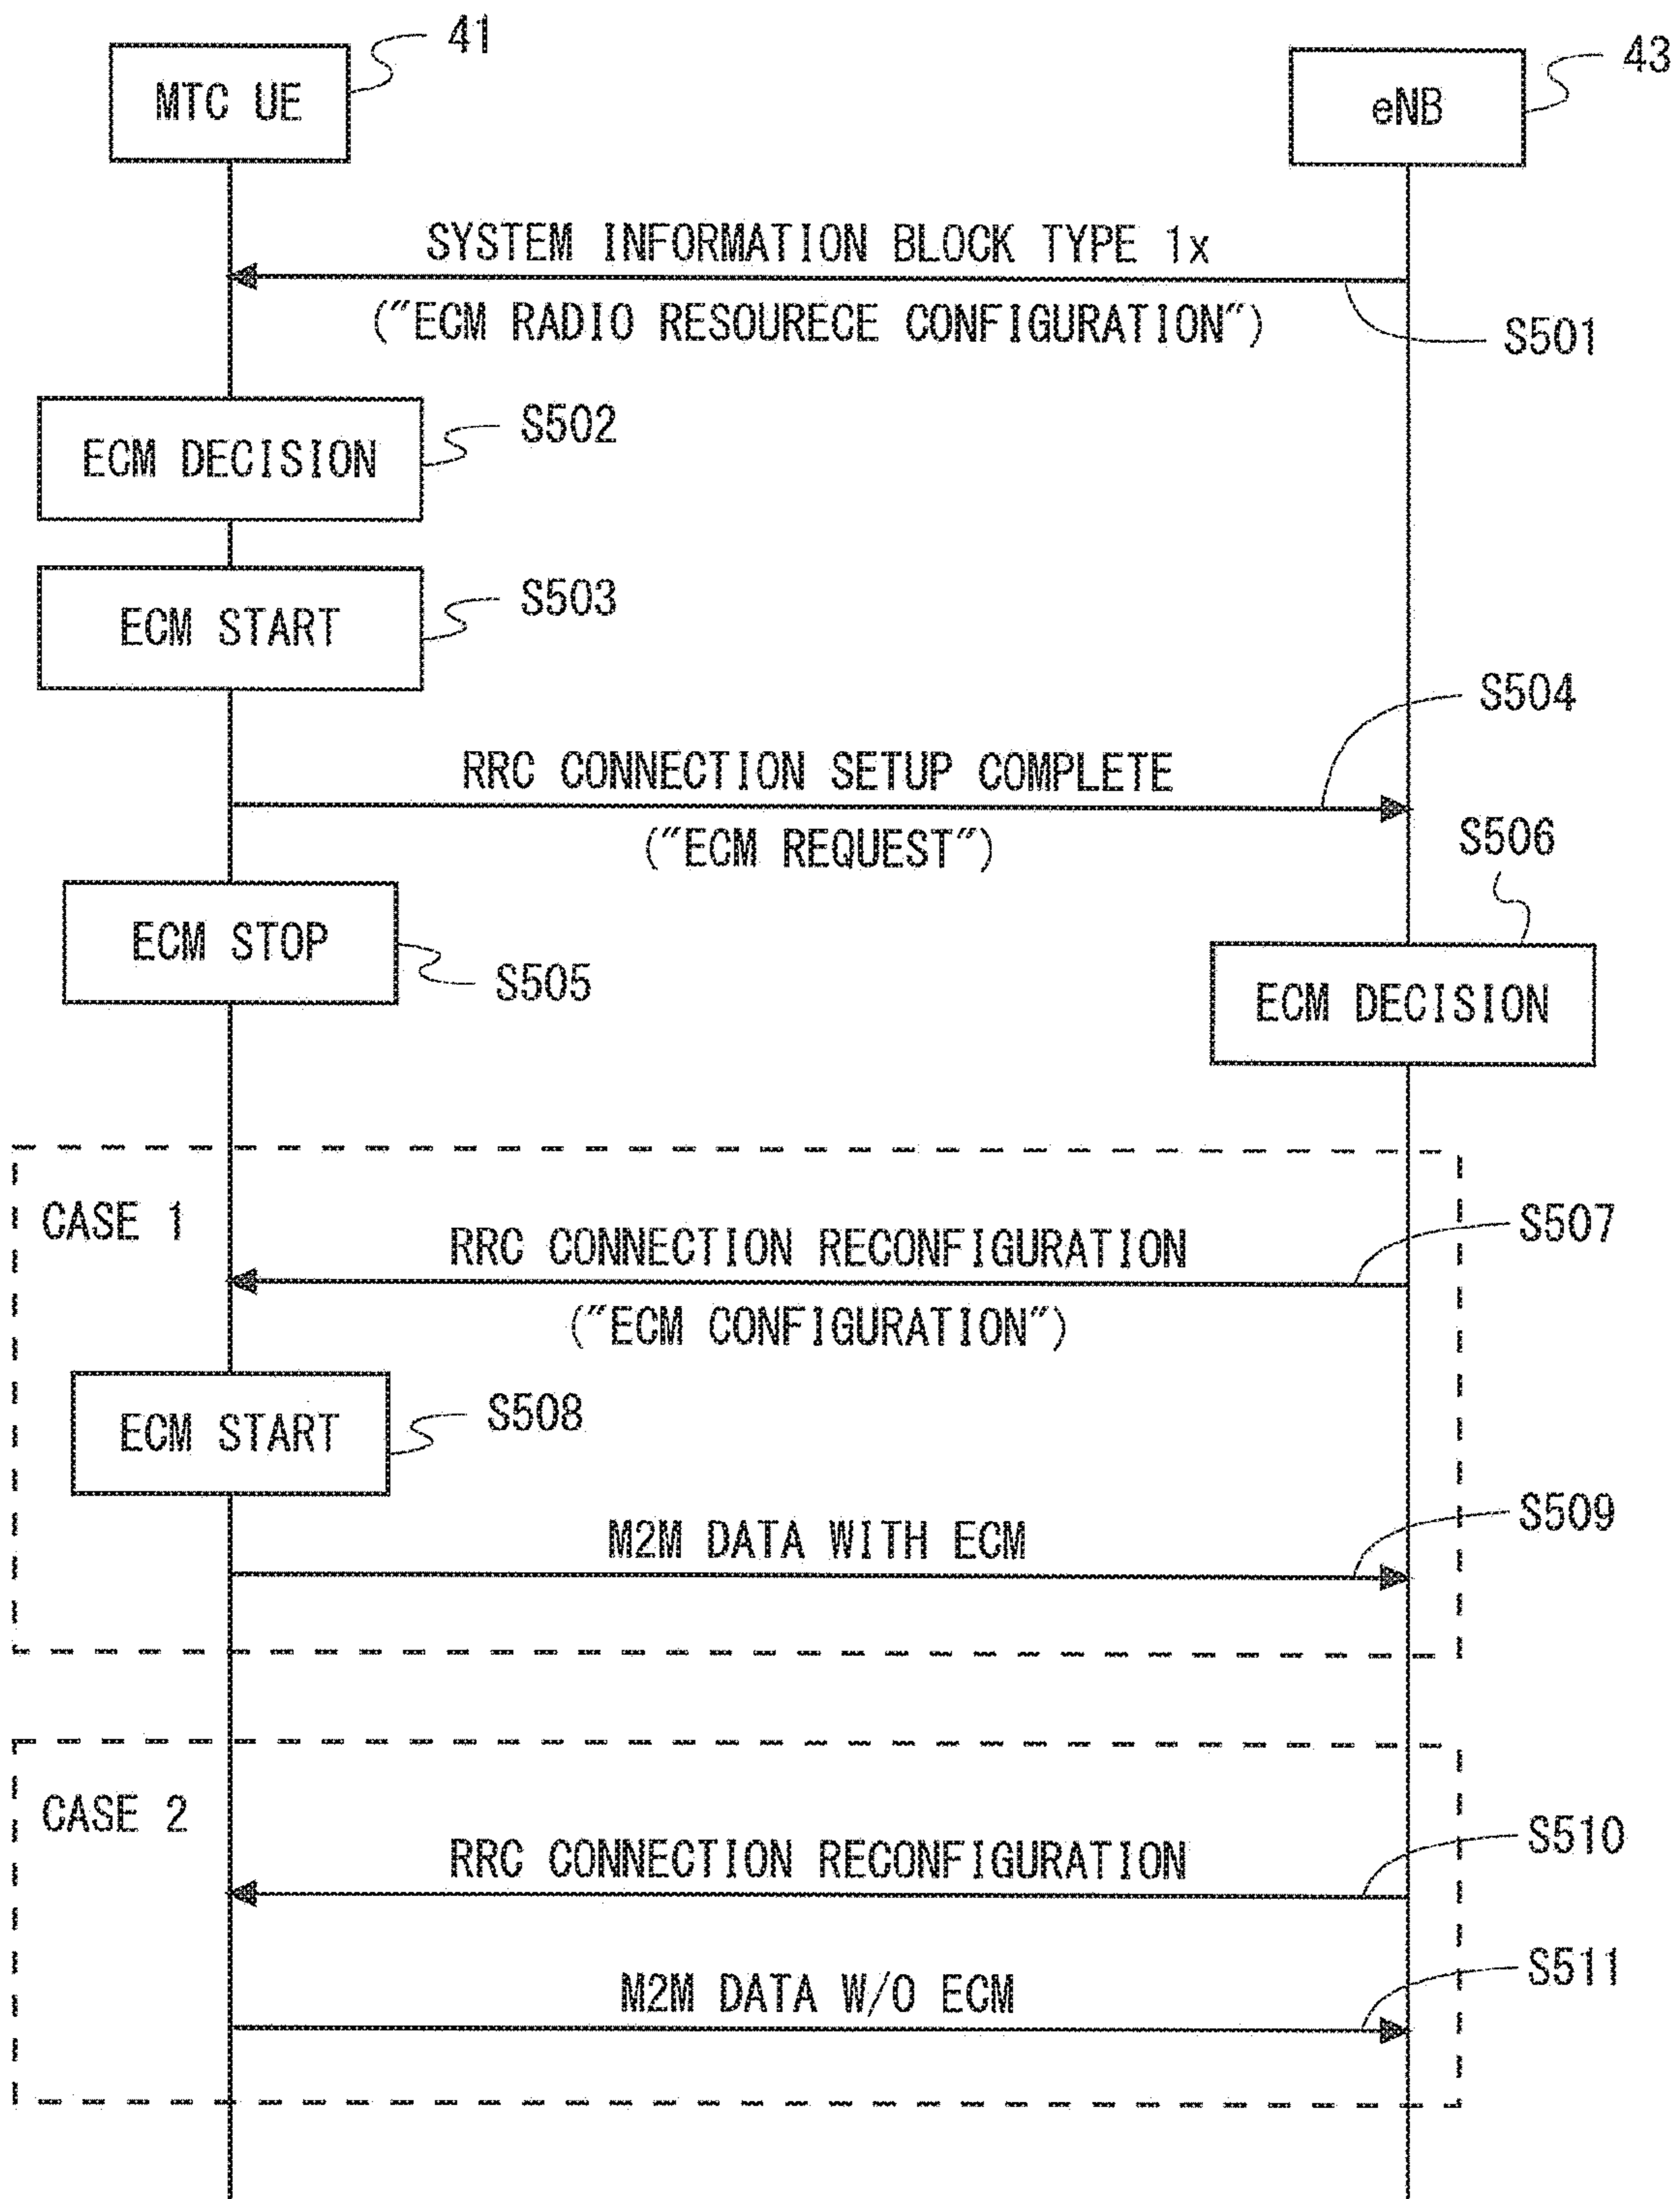 41
MTC UE
43
eNB
SYSTEM INFORMATION BLOCK TYPE 1x
("ECM RADIO RESOURECE CONFIGURATION")
S501
ECM DECISION
S502
ECM START
S503
S504
RRC CONNECTION SETUP COMPLETE
("ECM REQUEST")
S506
ECM STOP
S505
ECM DECISION
CASE 1
RRC CONNECTION RECONFIGURATION
S507
("ECM CONFIGURATION")
ECM START
S508
M2M DATA WITH ECM
S509
CASE 2
RRC CONNECTION RECONFIGURATION
S510
M2M DATA W/O ECM
S511